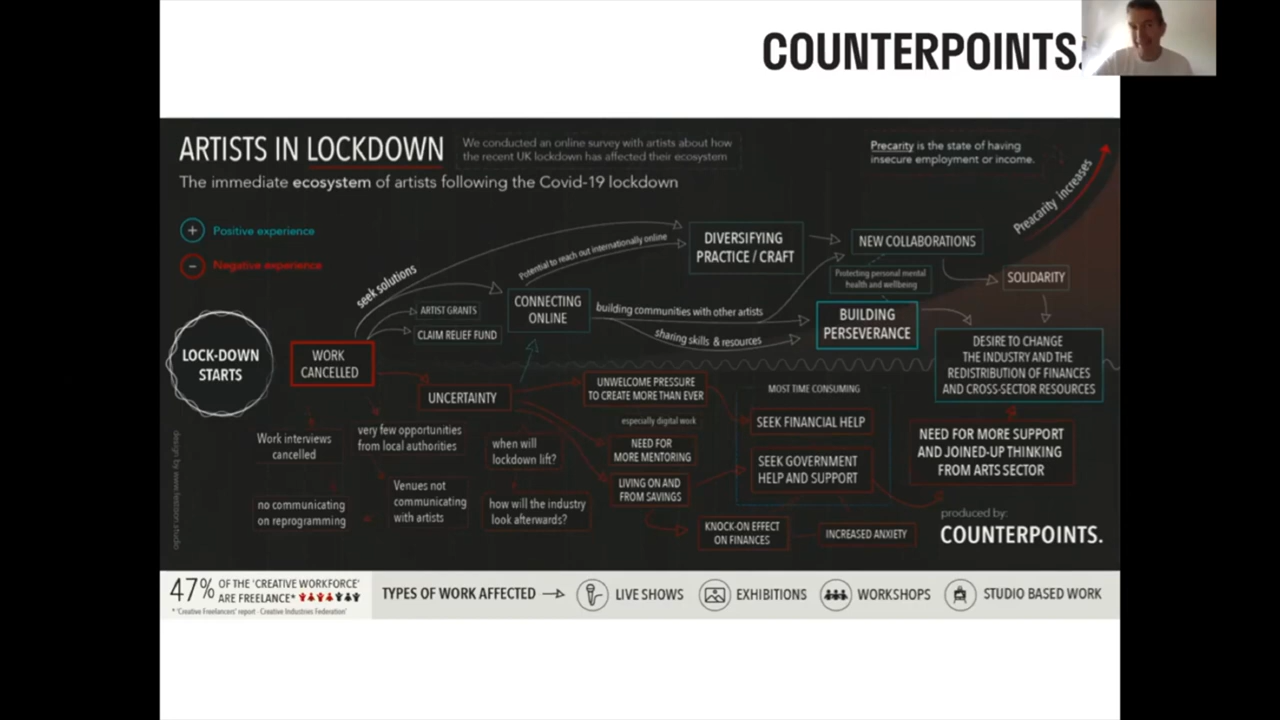 COUNTERPOINTS.
ARTISTS IN LOCKDOWN
We conducted an online survey with artists about how
the recent UK lockdown has affected their ecosystem
The immediate ecosystem of artists following the Covid-19 lockdown
Precarity is the state of having
insecure employment or income.
Preacarity increases
Positive experience
Negative experience
LOCK-DOWN
STARTS
WORK
CANCELLED
seek solutions
ARTIST GRANTS
CLAIM RELIEF FUND
CONNECTING
ONLINE
Potential to reach out internationally online
DIVERSIFYING
PRACTICE / CRAFT
NEW COLLABORATIONS
SOLIDARITY
Protecting personal mental
health and wellbeing
building communities with other artists
sharing skills & resources
BUILDING
PERSEVERANCE
DESIRE TO CHANGE
THE INDUSTRY AND THE
REDISTRIBUTION OF FINANCES
AND CROSS-SECTOR RESOURCES
UNCERTAINTY
UNWELCOME PRESSURE
TO CREATE MORE THAN EVER
especially digital work
NEED FOR
MORE MENTORING
LIVING ON AND
FROM SAVINGS
MOST TIME CONSUMING
SEEK FINANCIAL HELP
SEEK GOVERNMENT
HELP AND SUPPORT
NEED FOR MORE SUPPORT
AND JOINED-UP THINKING
FROM ARTS SECTOR
Work interviews
cancelled
very few opportunities
from local authorities
when will
lockdown lift?
no communicating
on reprogramming
Venues not
communicating
with artists
how will the industry
look afterwards?
KNOCK-ON EFFECT
ON FINANCES
INCREASED ANXIETY
produced by:
COUNTERPOINTS.
47% OF THE 'CREATIVE WORKFORCE'
ARE FREELANCE*
* 'Creative Freelancers' report - Creative Industries Federation'
TYPES OF WORK AFFECTED
LIVE SHOWS
EXHIBITIONS
WORKSHOPS
STUDIO BASED WORK